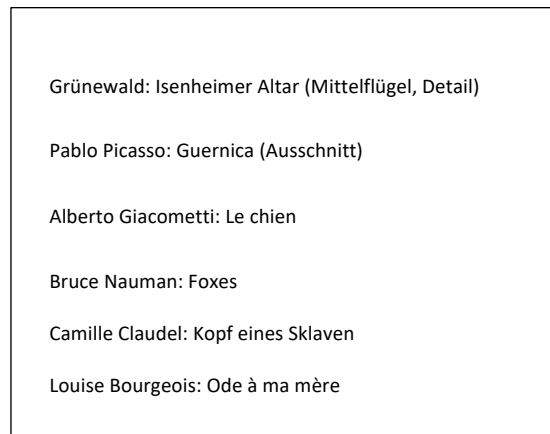 Grünewald: Isenheimer Altar (Mittelflügel, Detail)
Pablo Picasso: Guernica (Ausschnitt)
Alberto Giacometti: Le chien
Bruce Nauman: Foxes
Camille Claudel: Kopf eines Sklaven
Louise Bourgeois: Ode à ma mère